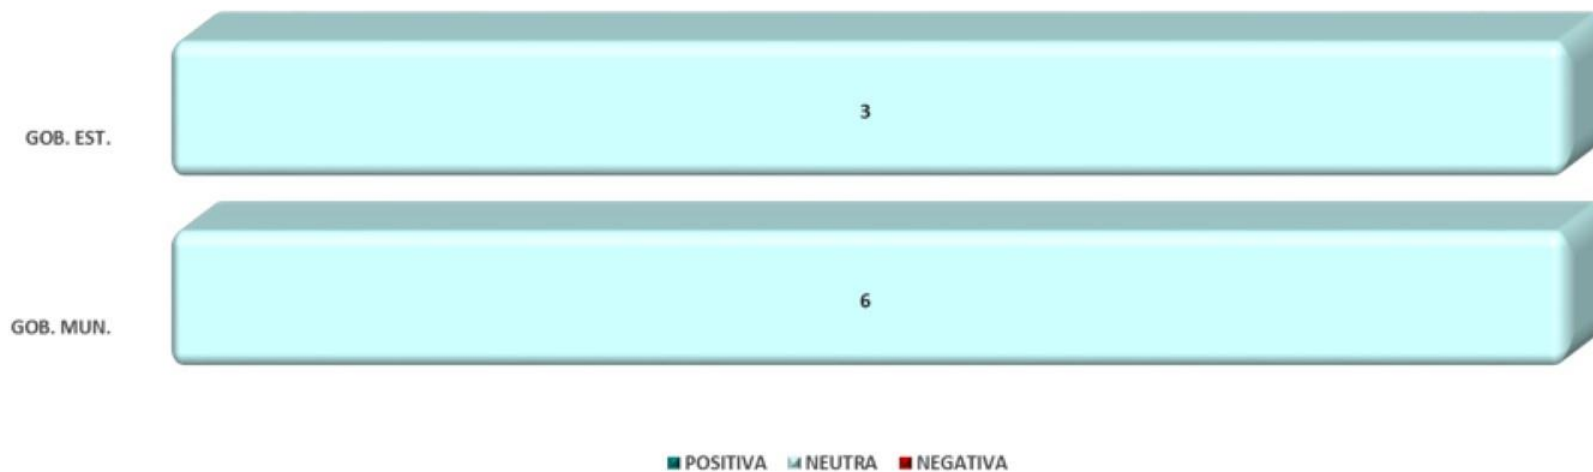 3
GOB. EST.
6
GOB. MUN.
POSITIVA NEUTRA NEGATIVA